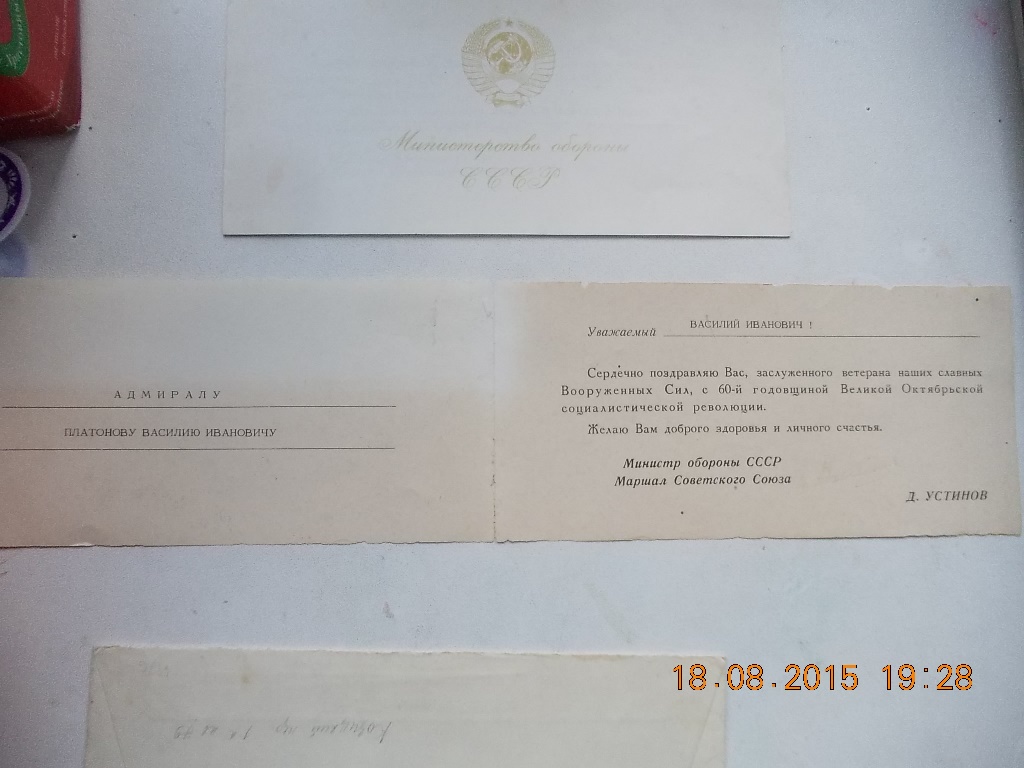 Министерство обороны
СССР
АДМИРАЛУ
ПЛАТОНОВУ ВАСИЛИЮ ИВАНОВИЧУ
Уважаемый ВАСИЛИЙ ИВАНОВИЧ !
Сердечно поздравляю Вас, заслуженного ветерана наших славных
Вооруженных Сил, с 60-й годовщиной Великой Октябрьской
социалистической революции.
Желаю Вам доброго здоровья и личного счастья.
Министр обороны СССР
Маршал Советского Союза
Д. УСТИНОВ
18.08.2015 19:28